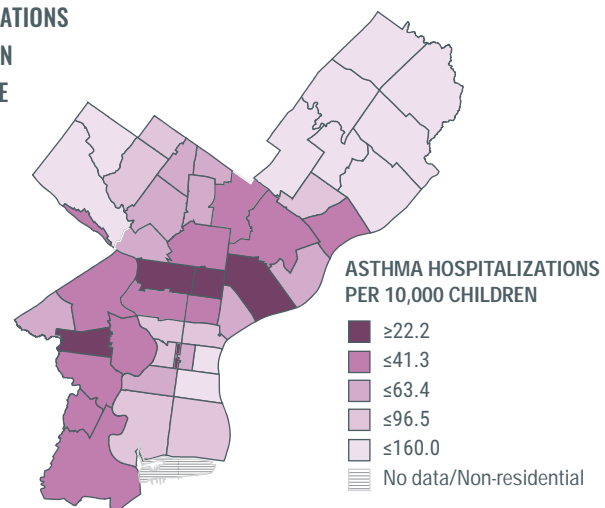 ATIONS
N
E
ASTHMA HOSPITALIZATIONS
PER 10,000 CHILDREN
≥22.2
≤41.3
≤63.4
≤96.5
≤160.0
No data/Non-residential